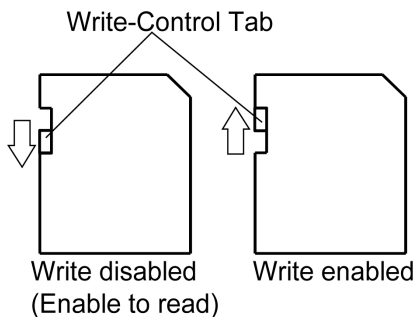 Write-Control Tab
Write disabled
(Enable to read)
Write enabled